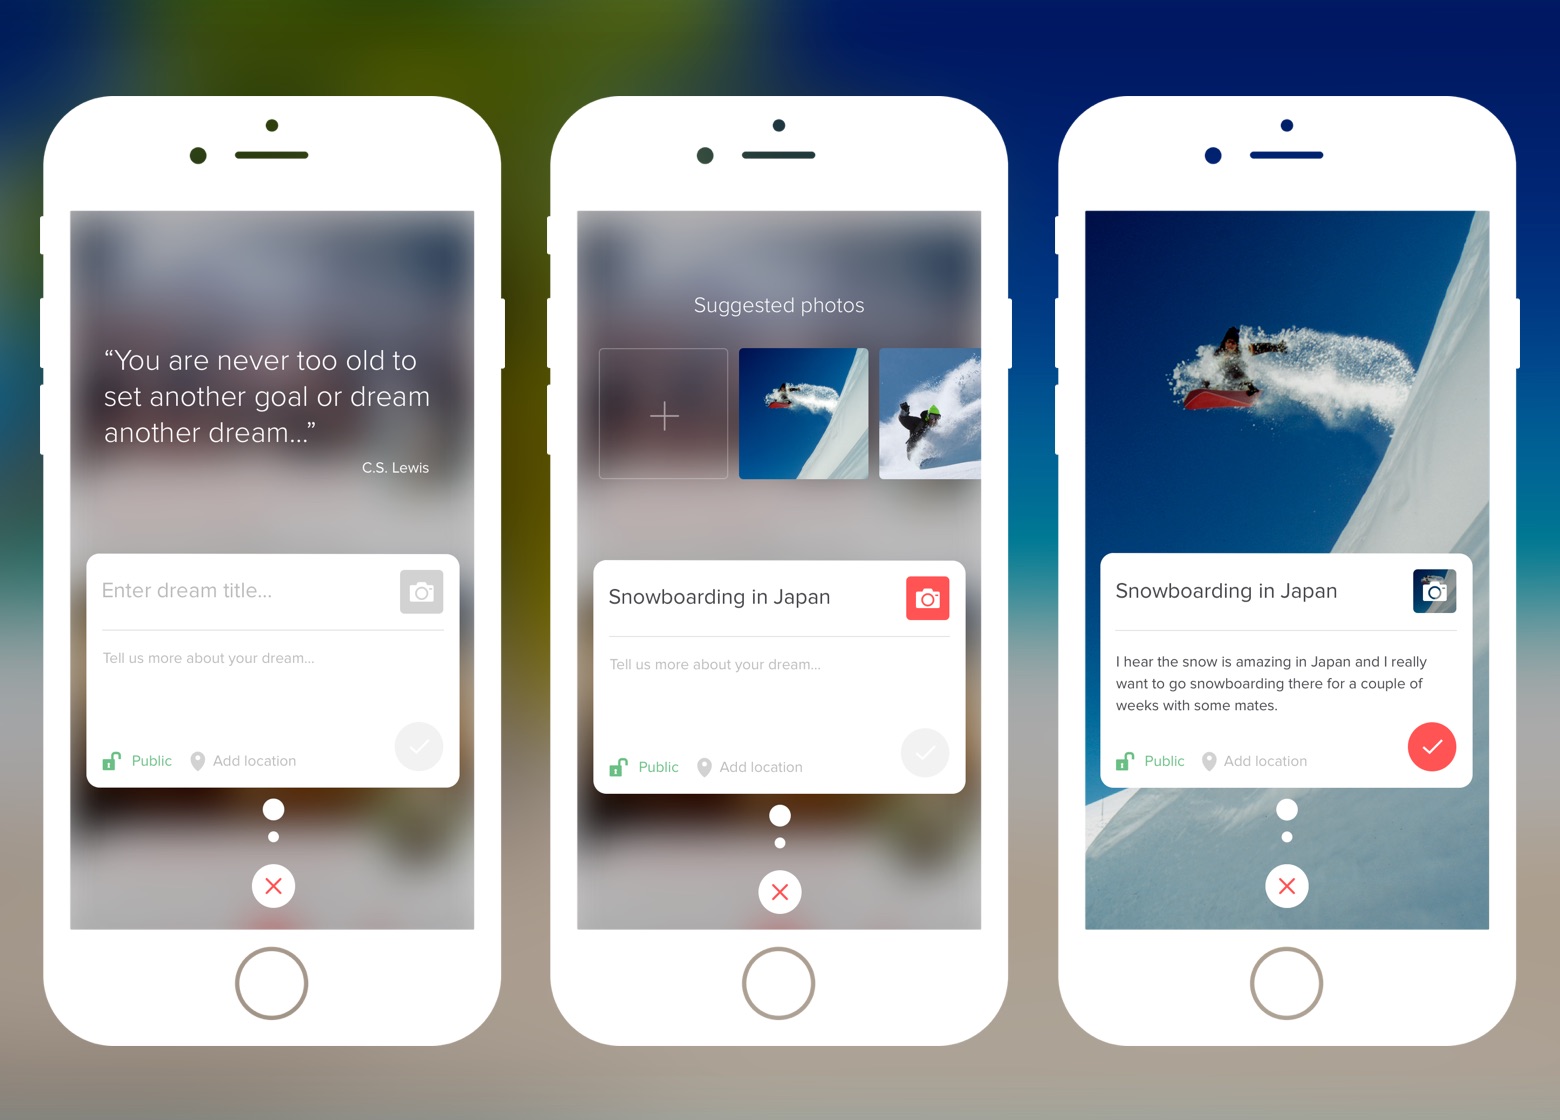 “You are never too old to
set another goal or dream
another dream...”
C.S. Lewis
Enter dream title...
Tell us more about your dream...
Public
Add location
Suggested photos
Snowboarding in Japan
Tell us more about your dream...
Public
Add location
Snowboarding in Japan
I hear the snow is amazing in Japan and I really
want to go snowboarding there for a couple of
weeks with some mates.
Public
Add location